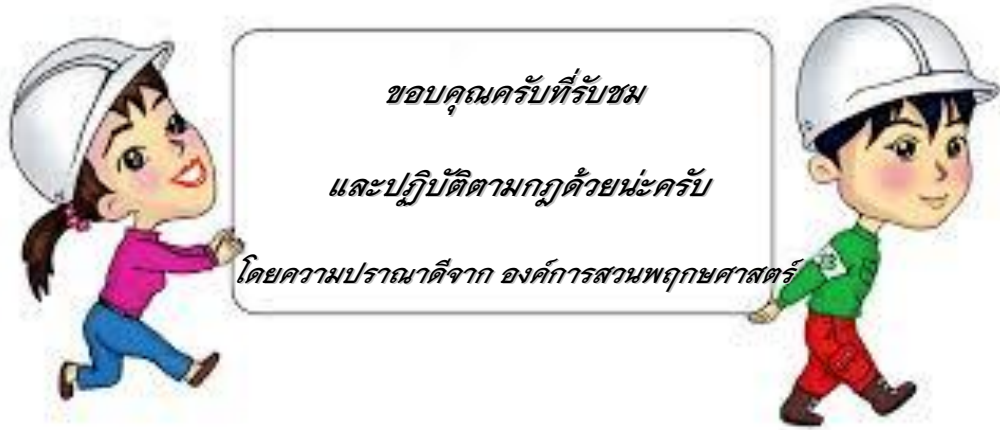 ขอบคุณครับที่รับชม
และปฏิบัติตามกฎด้วยน่ะครับ
โดยความปราณาดีจาก องค์การสวนพฤกษศาสตร์